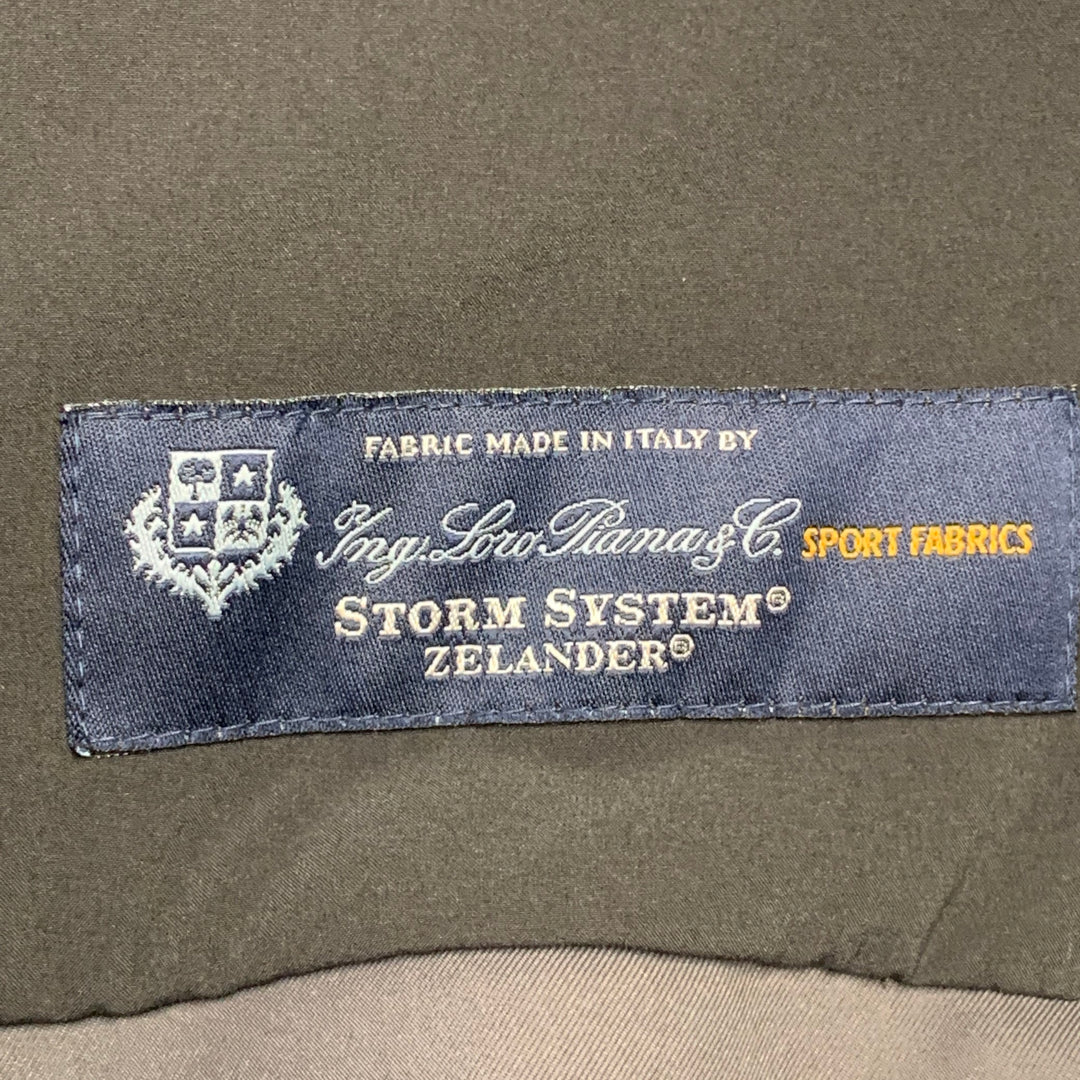 FABRIC MADE IN ITALY BY
Ing. Loro Piana & C. SPORT FABRICS
STORM SYSTEM®
ZELANDER®